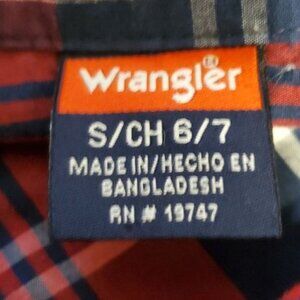 Wrangler®
S/CH 6/7
MADE IN/HECHO EN
BANGLADESH
RN # 19747